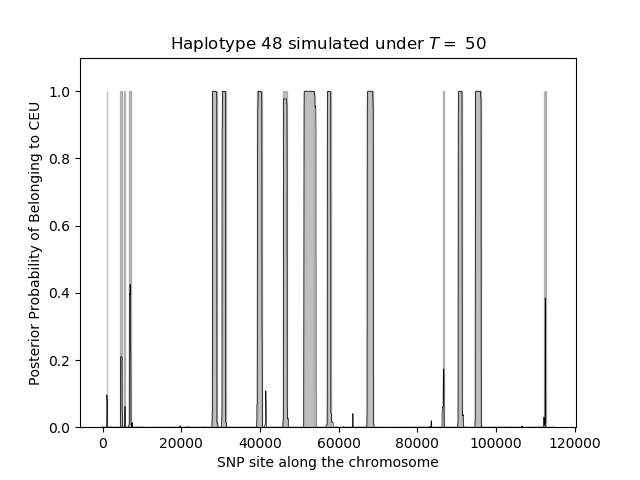 Haplotype 48 simulated under T = 50
Posterior Probability of Belonging to CEU
1.0
0.8
0.6
0.4
0.2
0.0
0 20000 40000 60000 80000 100000 120000
SNP site along the chromosome